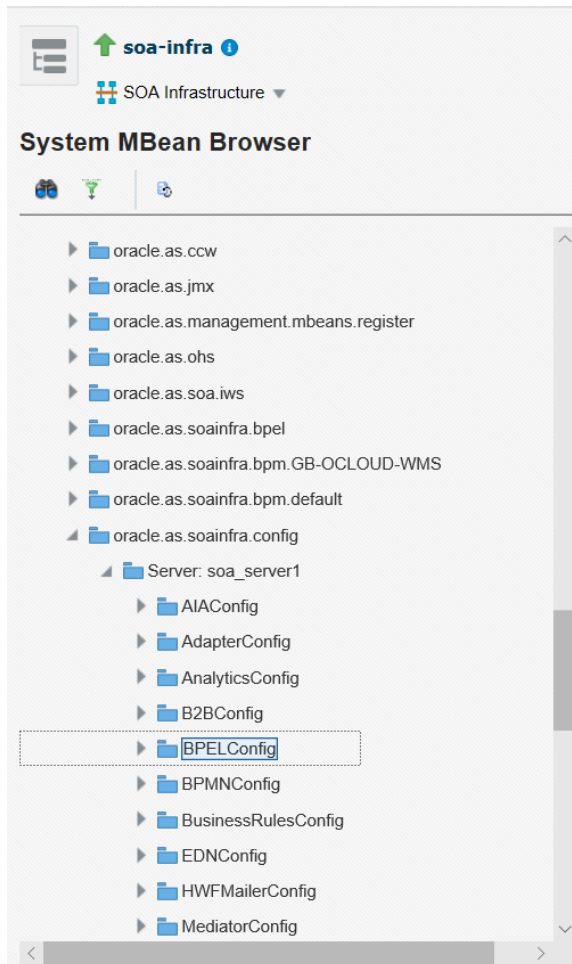 soa-infra
SOA Infrastructure
System MBean Browser
oracle.as.ccw
oracle.as.jmx
oracle.as.management.mbeans.register
oracle.as.ohs
oracle.as.soa.iws
oracle.as.soainfra.bpel
oracle.as.soainfra.bpm.GB-OCLOUD-WMS
oracle.as.soainfra.bpm.default
oracle.as.soainfra.config
Server: soa_server1
AIAConfig
AdapterConfig
AnalyticsConfig
B2BConfig
BPELConfig
BPMNConfig
BusinessRulesConfig
EDNConfig
HWFMailerConfig
MediatorConfig